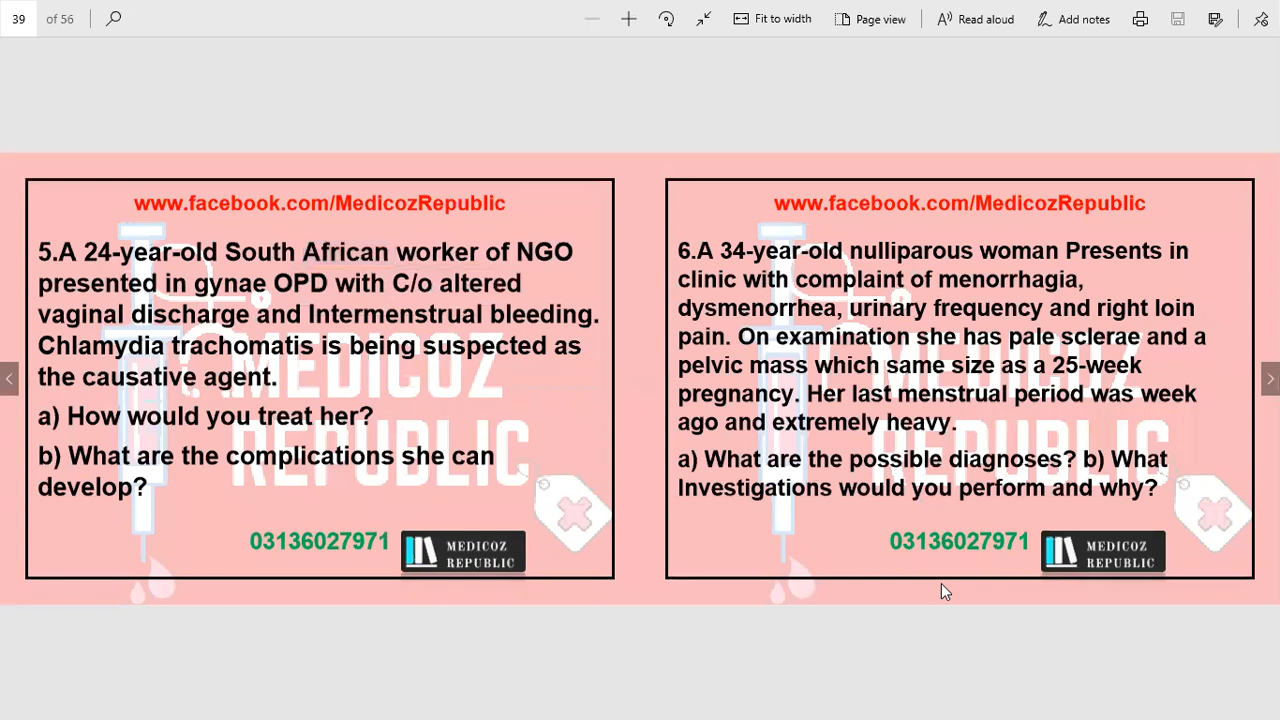 39 of 56
Fit to width
Page view
Read aloud
Add notes
www.facebook.com/MedicozRepublic
5.A 24-year-old South African worker of NGO
presented in gynae OPD with C/o altered
vaginal discharge and Intermenstrual bleeding.
Chlamydia trachomatis is being suspected as
the causative agent.
a) How would you treat her?
b) What are the complications she can
develop?
03136027971
MEDICOZ
REPUBLIC
MEDICOZ
REPUBLIC
www.facebook.com/MedicozRepublic
6.A 34-year-old nulliparous woman Presents in
clinic with complaint of menorrhagia,
dysmenorrhea, urinary frequency and right loin
pain. On examination she has pale sclerae and a
pelvic mass which same size as a 25-week
pregnancy. Her last menstrual period was week
ago and extremely heavy.
a) What are the possible diagnoses? b) What
Investigations would you perform and why?
03136027971
MEDICOZ
REPUBLIC
MEDICOZ
REPUBLIC